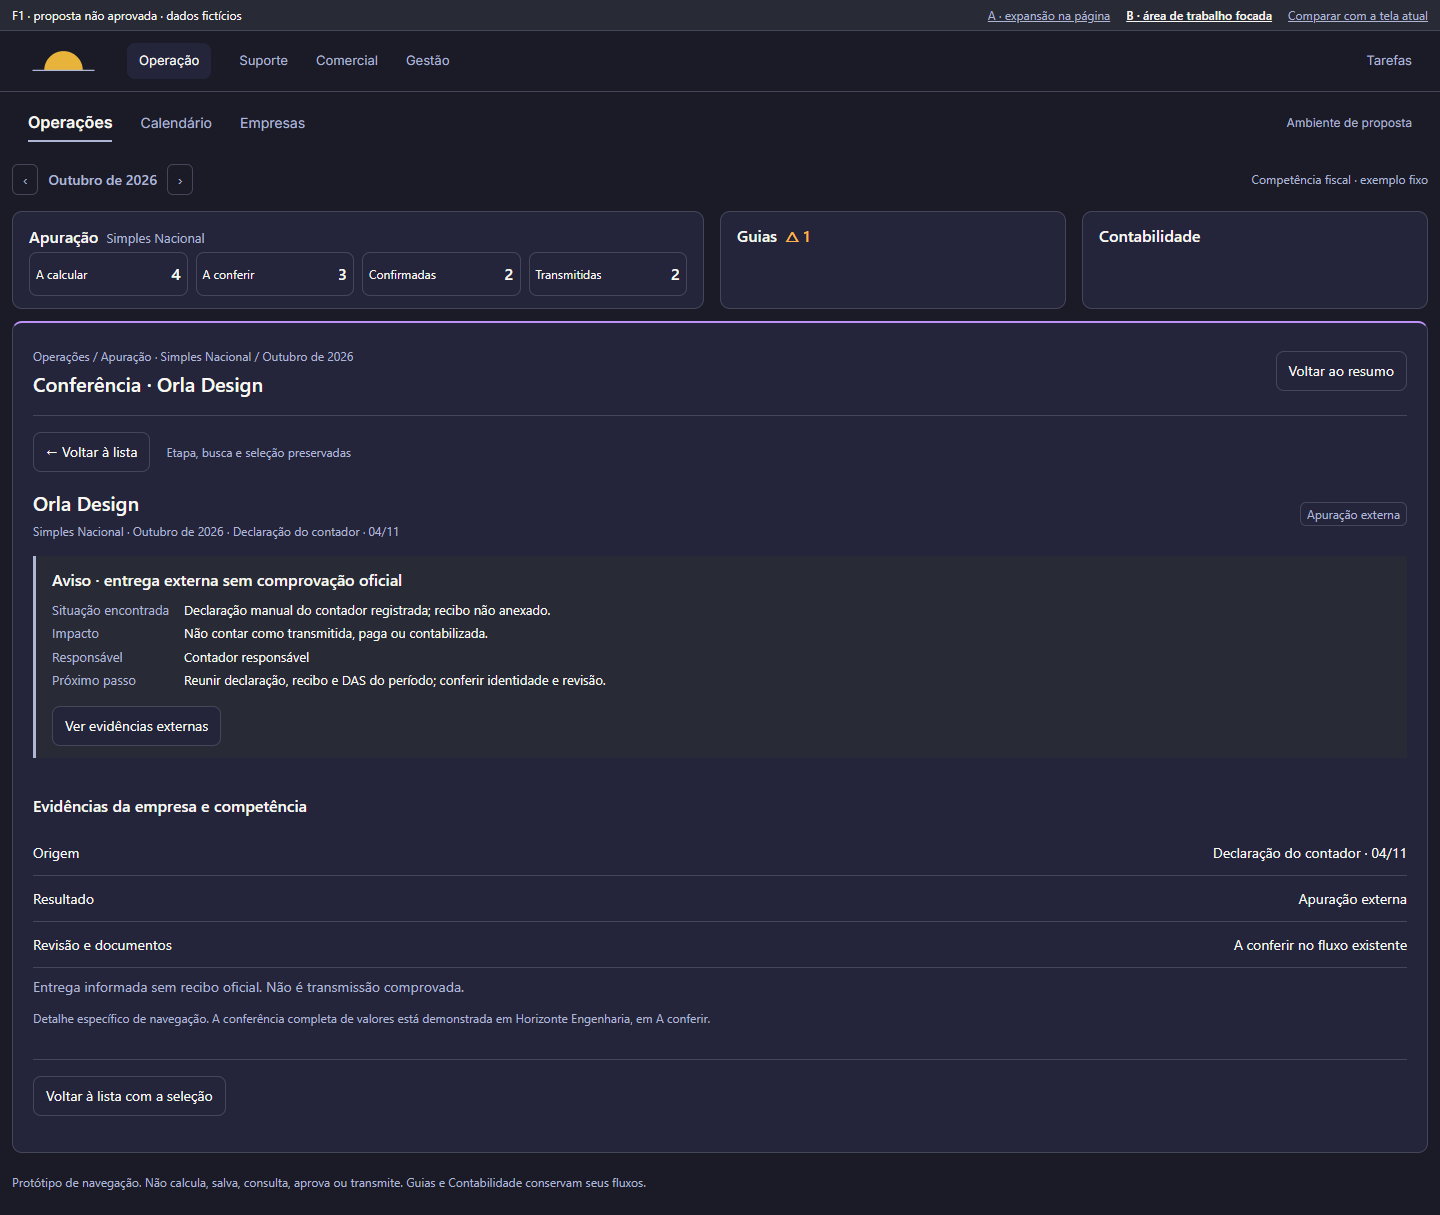 F1 · proposta não aprovada · dados fictícios
A · expansão na página
B · área de trabalho focada
Comparar com a tela atual
Operação
Suporte
Comercial
Gestão
Tarefas
Operações
Calendário
Empresas
Ambiente de proposta
‹
Outubro de 2026
›
Competência fiscal · exemplo fixo
Apuração Simples Nacional
A calcular 4
A conferir 3
Confirmadas 2
Transmitidas 2
Guias △ 1
Contabilidade
Operações / Apuração · Simples Nacional / Outubro de 2026
Conferência · Orla Design
Voltar ao resumo
← Voltar à lista
Etapa, busca e seleção preservadas
Orla Design
Simples Nacional · Outubro de 2026 · Declaração do contador · 04/11
Apuração externa
Aviso · entrega externa sem comprovação oficial
Situação encontrada Declaração manual do contador registrada; recibo não anexado.
Impacto Não contar como transmitida, paga ou contabilizada.
Responsável Contador responsável
Próximo passo Reunir declaração, recibo e DAS do período; conferir identidade e revisão.
Ver evidências externas
Evidências da empresa e competência
Origem Declaração do contador · 04/11
Resultado Apuração externa
Revisão e documentos A conferir no fluxo existente
Entrega informada sem recibo oficial. Não é transmissão comprovada.
Detalhe específico de navegação. A conferência completa de valores está demonstrada em Horizonte Engenharia, em A conferir.
Voltar à lista com a seleção
Protótipo de navegação. Não calcula, salva, consulta, aprova ou transmite. Guias e Contabilidade conservam seus fluxos.